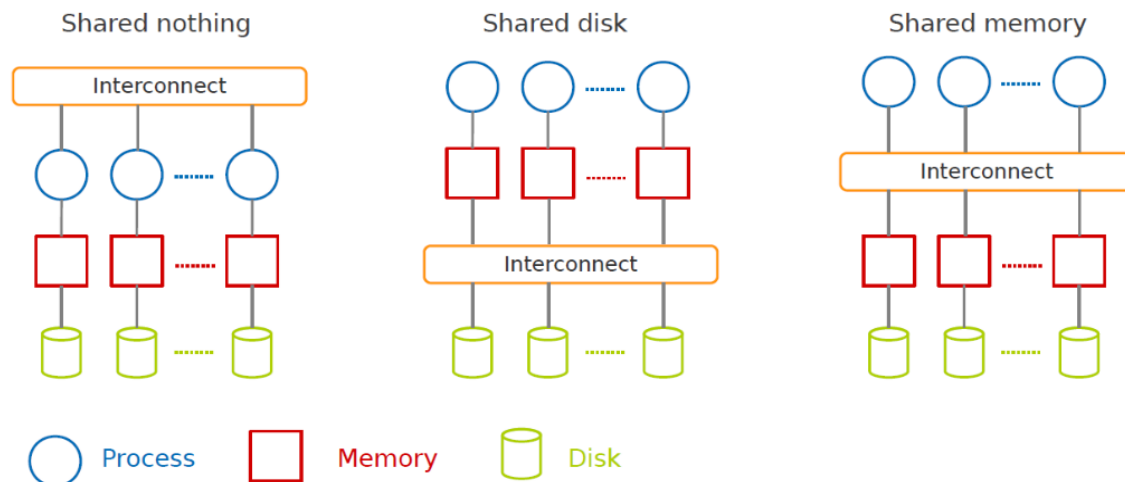 Shared nothing
Shared disk
Shared memory
Interconnect
Interconnect
Interconnect
Process
Memory
Disk